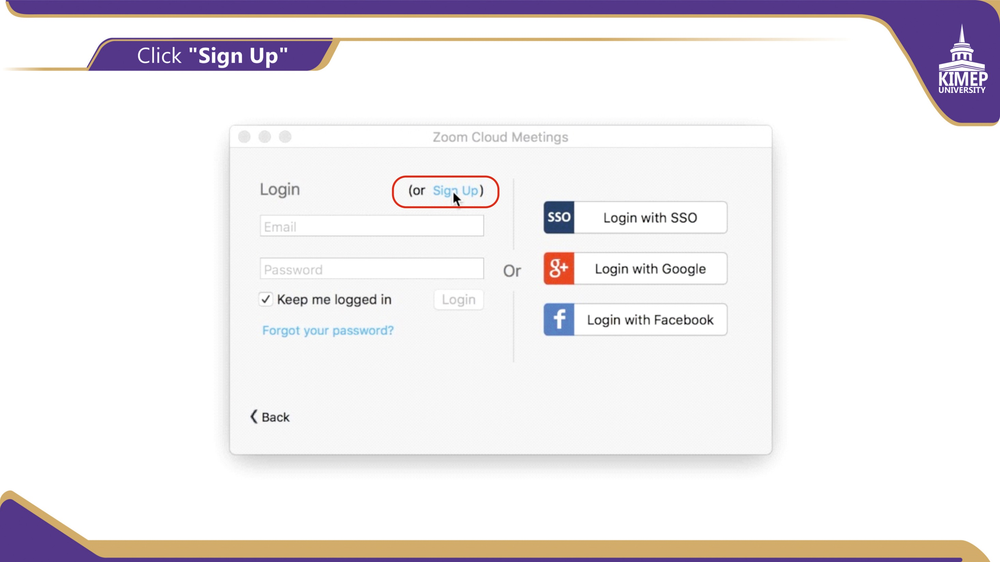 Click "Sign Up"
KIMEP
UNIVERSITY
Zoom Cloud Meetings
Login (or Sign Up)
Email
Password
Keep me logged in Login
Forgot your password?
Or
SSO Login with SSO
g+ Login with Google
f Login with Facebook
Back